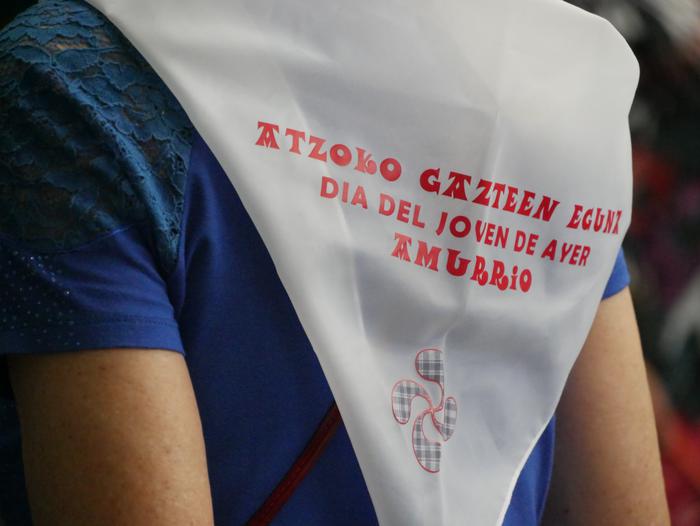 ATZOKO GAZTEEN EGUNA
DIA DEL JOVEN DE AYER
AMURRiO